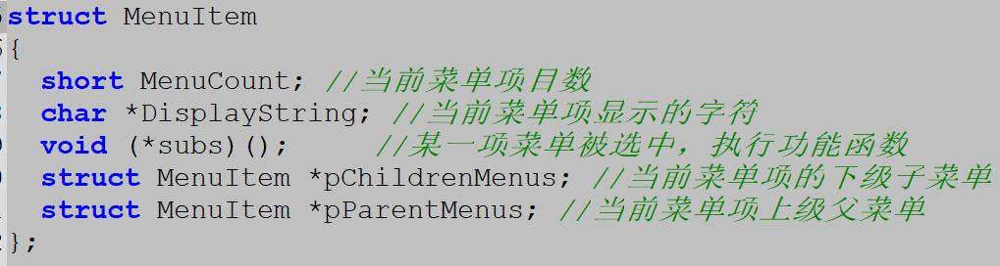 struct MenuItem
{
short MenuCount; //当前菜单项目数
char *DisplayString; //当前菜单项显示的字符
void (*subs)(); //某一项菜单被选中，执行功能函数
struct MenuItem *pChildrenMenus; //当前菜单项的下级子菜单
struct MenuItem *pParentMenus; //当前菜单项上级父菜单
};